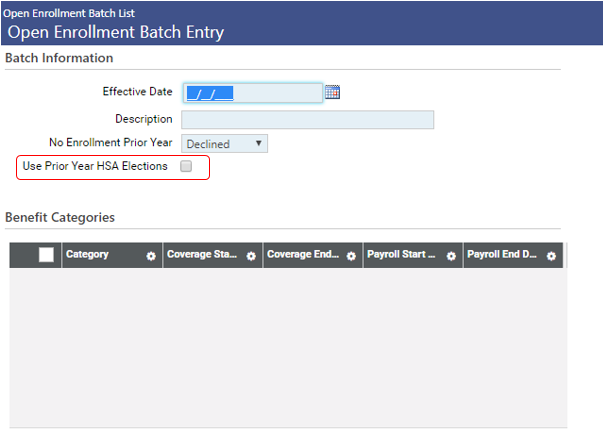 Open Enrollment Batch List
Open Enrollment Batch Entry
Batch Information
Effective Date __/__/____
Description
No Enrollment Prior Year Declined
Use Prior Year HSA Elections
Benefit Categories
Category Coverage Sta... Coverage End... Payroll Start ... Payroll End D...